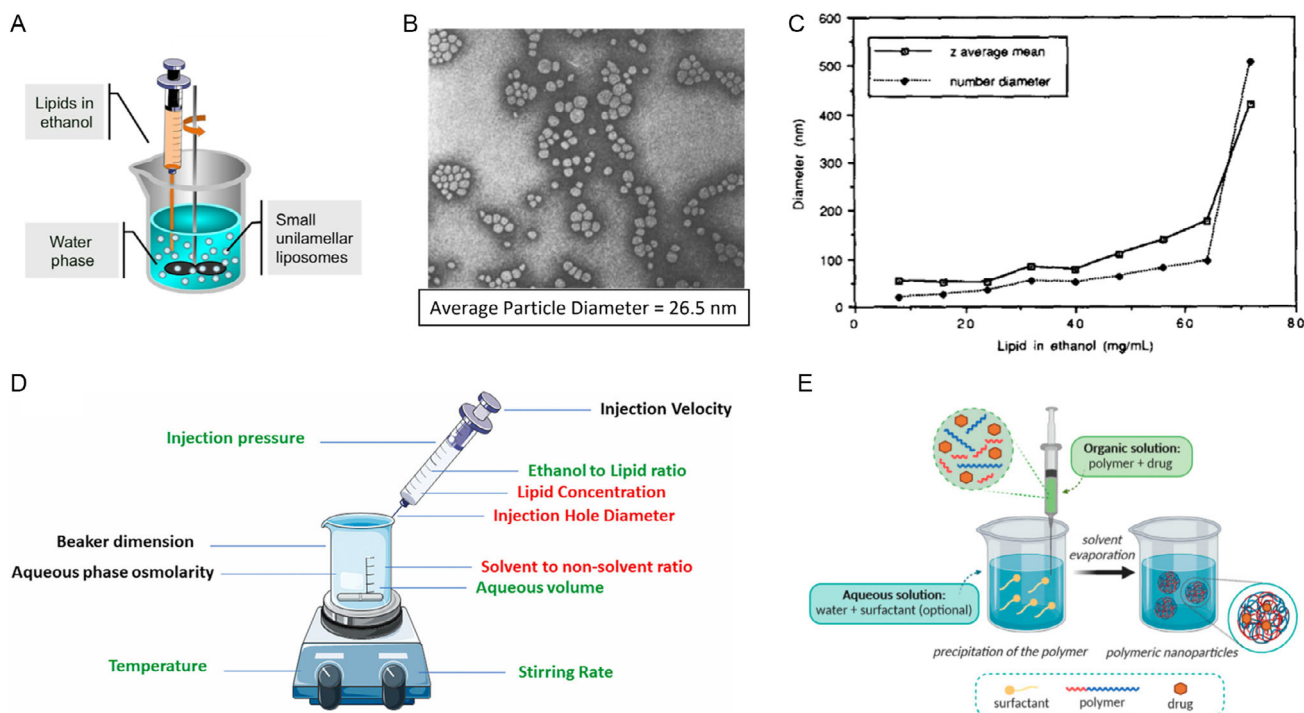 A
Lipids in
ethanol
Water
phase
Small
unilamellar
liposomes
B
Average Particle Diameter = 26.5 nm
C
600
500
400
300
200
100
0
Diameter (nm)
z average mean
number diameter
0
20
40
60
80
Lipid in ethanol (mg/mL)
D
Injection Velocity
Injection pressure
Ethanol to Lipid ratio
Lipid Concentration
Injection Hole Diameter
Beaker dimension
Aqueous phase osmolarity
Solvent to non-solvent ratio
Aqueous volume
Temperature
Stirring Rate
E
Organic solution:
polymer + drug
solvent
evaporation
Aqueous solution:
water + surfactant (optional)
precipitation of the polymer
polymeric nanoparticles
surfactant
polymer
drug